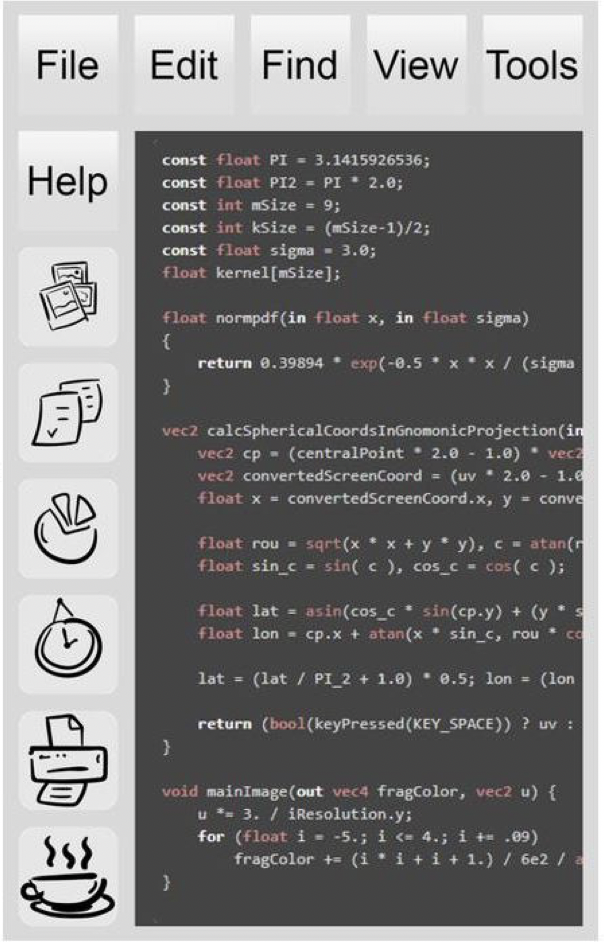 File
Edit
Find
View
Tools
Help
const float PI = 3.1415926536;
const float PI2 = PI * 2.0;
const int mSize = 9;
const int kSize = (mSize-1)/2;
const float sigma = 3.0;
float kernel[mSize];
float normpdf(in float x, in float sigma)
{
return 0.39894 * exp(-0.5 * x * x / (sigma
}
vec2 calcSphericalCoordsInGnomonicProjection(in
vec2 cp = (centralPoint * 2.0 - 1.0) * vec2
vec2 convertedScreenCoord = (uv * 2.0 - 1.0
float x = convertedScreenCoord.x, y = conve
float rou = sqrt(x * x + y * y), c = atan(r
float sin_c = sin( c ), cos_c = cos( c );
float lat = asin(cos_c * sin(cp.y) + (y * s
float lon = cp.x + atan(x * sin_c, rou * co
lat = (lat / PI_2 + 1.0) * 0.5; lon = (lon
return (bool(keyPressed(KEY_SPACE)) ? uv :
}
void mainImage(out vec4 fragColor, vec2 u) {
u *= 3. / iResolution.y;
for (float i = -5.; i <= 4.; i += .09)
fragColor += (i * i + i + 1.) / 6e2 / a
}